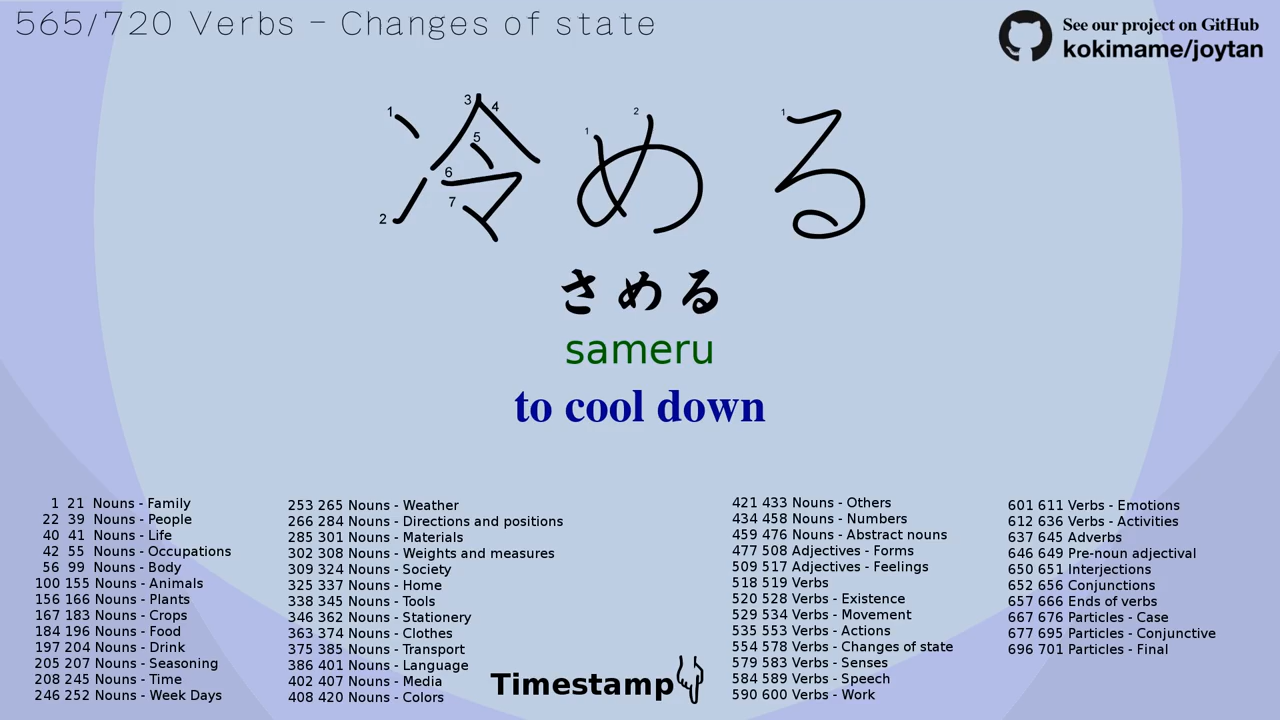 565/720 Verbs - Changes of state
See our project on GitHub
kokimame/joytan
冷める
さめる
sameru
to cool down
1 21 Nouns - Family
22 39 Nouns - People
40 41 Nouns - Life
42 55 Nouns - Occupations
56 99 Nouns - Body
100 155 Nouns - Animals
156 166 Nouns - Plants
167 183 Nouns - Crops
184 196 Nouns - Food
197 204 Nouns - Drink
205 207 Nouns - Seasoning
208 245 Nouns - Time
246 252 Nouns - Week Days
253 265 Nouns - Weather
266 284 Nouns - Directions and positions
285 301 Nouns - Materials
302 308 Nouns - Weights and measures
309 324 Nouns - Society
325 337 Nouns - Home
338 345 Nouns - Tools
346 362 Nouns - Stationery
363 374 Nouns - Clothes
375 385 Nouns - Transport
386 401 Nouns - Language
402 407 Nouns - Media
408 420 Nouns - Colors
Timestamp
421 433 Nouns - Others
434 458 Nouns - Numbers
459 476 Nouns - Abstract nouns
477 508 Adjectives - Forms
509 517 Adjectives - Feelings
518 519 Verbs
520 528 Verbs - Existence
529 534 Verbs - Movement
535 553 Verbs - Actions
554 578 Verbs - Changes of state
579 583 Verbs - Senses
584 589 Verbs - Speech
590 600 Verbs - Work
601 611 Verbs - Emotions
612 636 Verbs - Activities
637 645 Adverbs
646 649 Pre-noun adjectival
650 651 Interjections
652 656 Conjunctions
657 666 Ends of verbs
667 676 Particles - Case
677 695 Particles - Conjunctive
696 701 Particles - Final